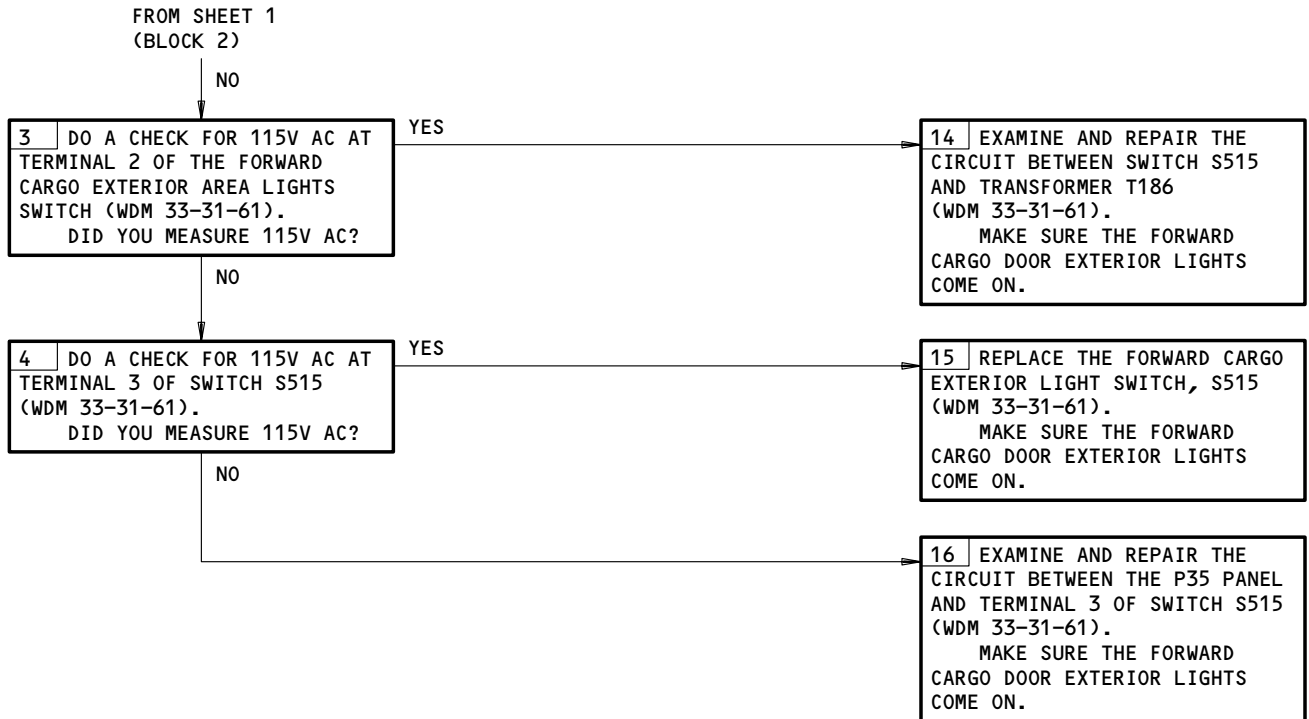 FROM SHEET 1
(BLOCK 2)
NO
3 DO A CHECK FOR 115V AC AT
TERMINAL 2 OF THE FORWARD
CARGO EXTERIOR AREA LIGHTS
SWITCH (WDM 33-31-61).
DID YOU MEASURE 115V AC?
YES
14 EXAMINE AND REPAIR THE
CIRCUIT BETWEEN SWITCH S515
AND TRANSFORMER T186
(WDM 33-31-61).
MAKE SURE THE FORWARD
CARGO DOOR EXTERIOR LIGHTS
COME ON.
NO
4 DO A CHECK FOR 115V AC AT
TERMINAL 3 OF SWITCH S515
(WDM 33-31-61).
DID YOU MEASURE 115V AC?
YES
15 REPLACE THE FORWARD CARGO
EXTERIOR LIGHT SWITCH, S515
(WDM 33-31-61).
MAKE SURE THE FORWARD
CARGO DOOR EXTERIOR LIGHTS
COME ON.
NO
16 EXAMINE AND REPAIR THE
CIRCUIT BETWEEN THE P35 PANEL
AND TERMINAL 3 OF SWITCH S515
(WDM 33-31-61).
MAKE SURE THE FORWARD
CARGO DOOR EXTERIOR LIGHTS
COME ON.